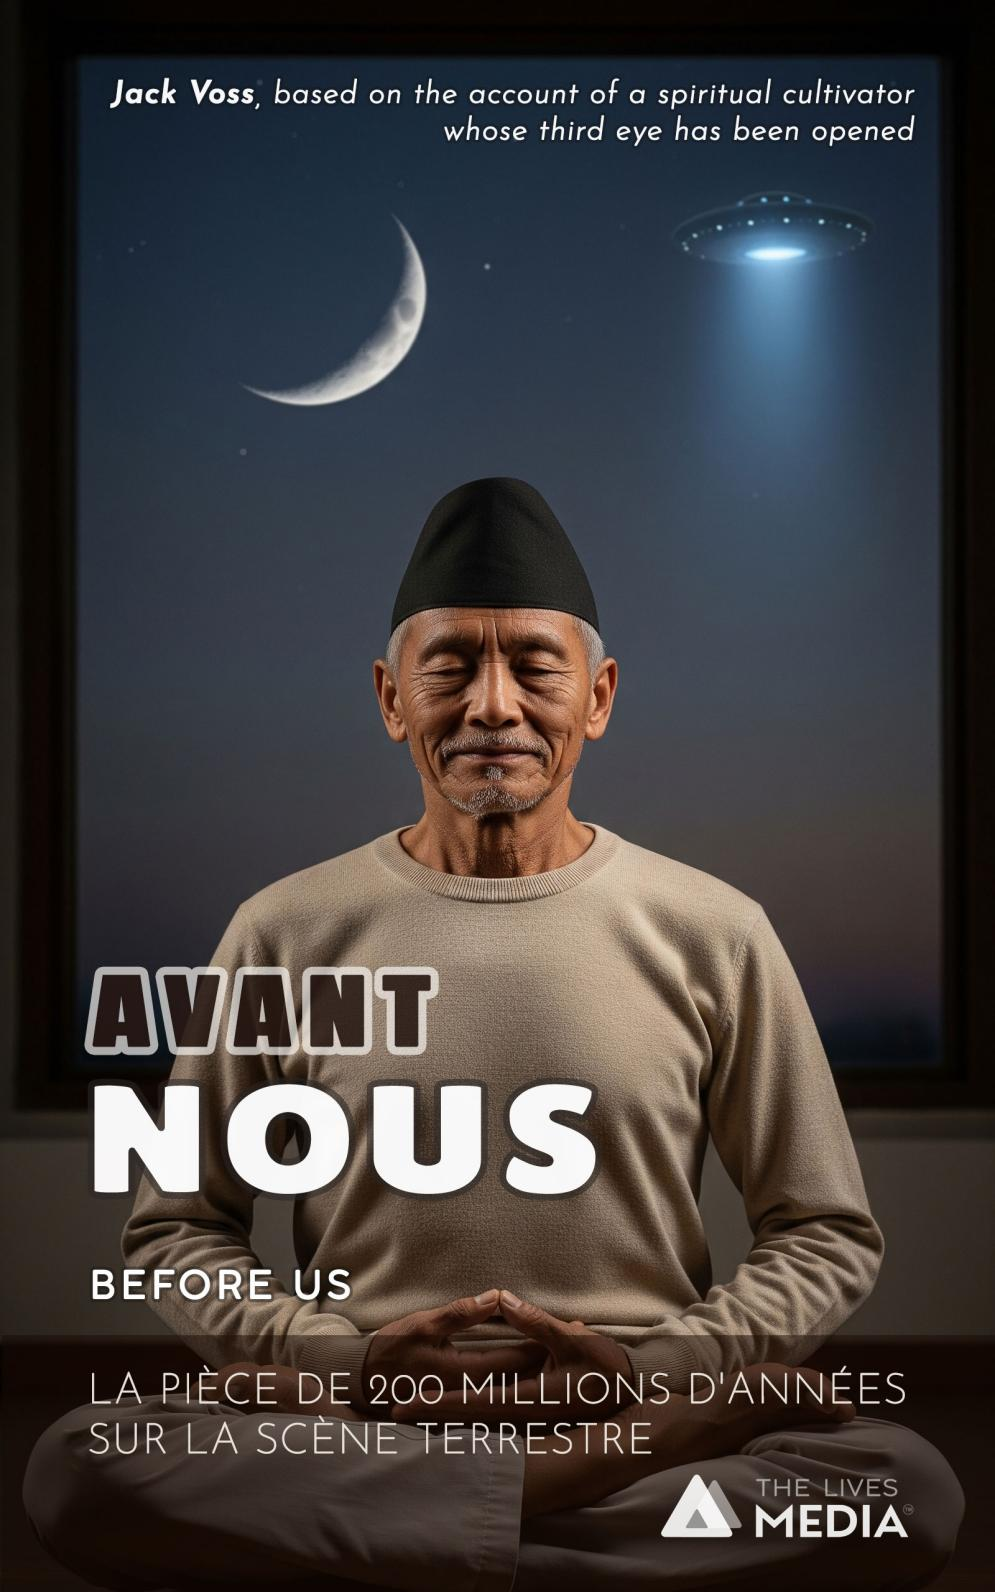 Jack Voss, based on the account of a spiritual cultivator
whose third eye has been opened
AVANT
NOUS
BEFORE US
LA PIÈCE DE 200 MILLIONS D'ANNÉES
SUR LA SCÈNE TERRESTRE
THE LIVES
MEDIA™